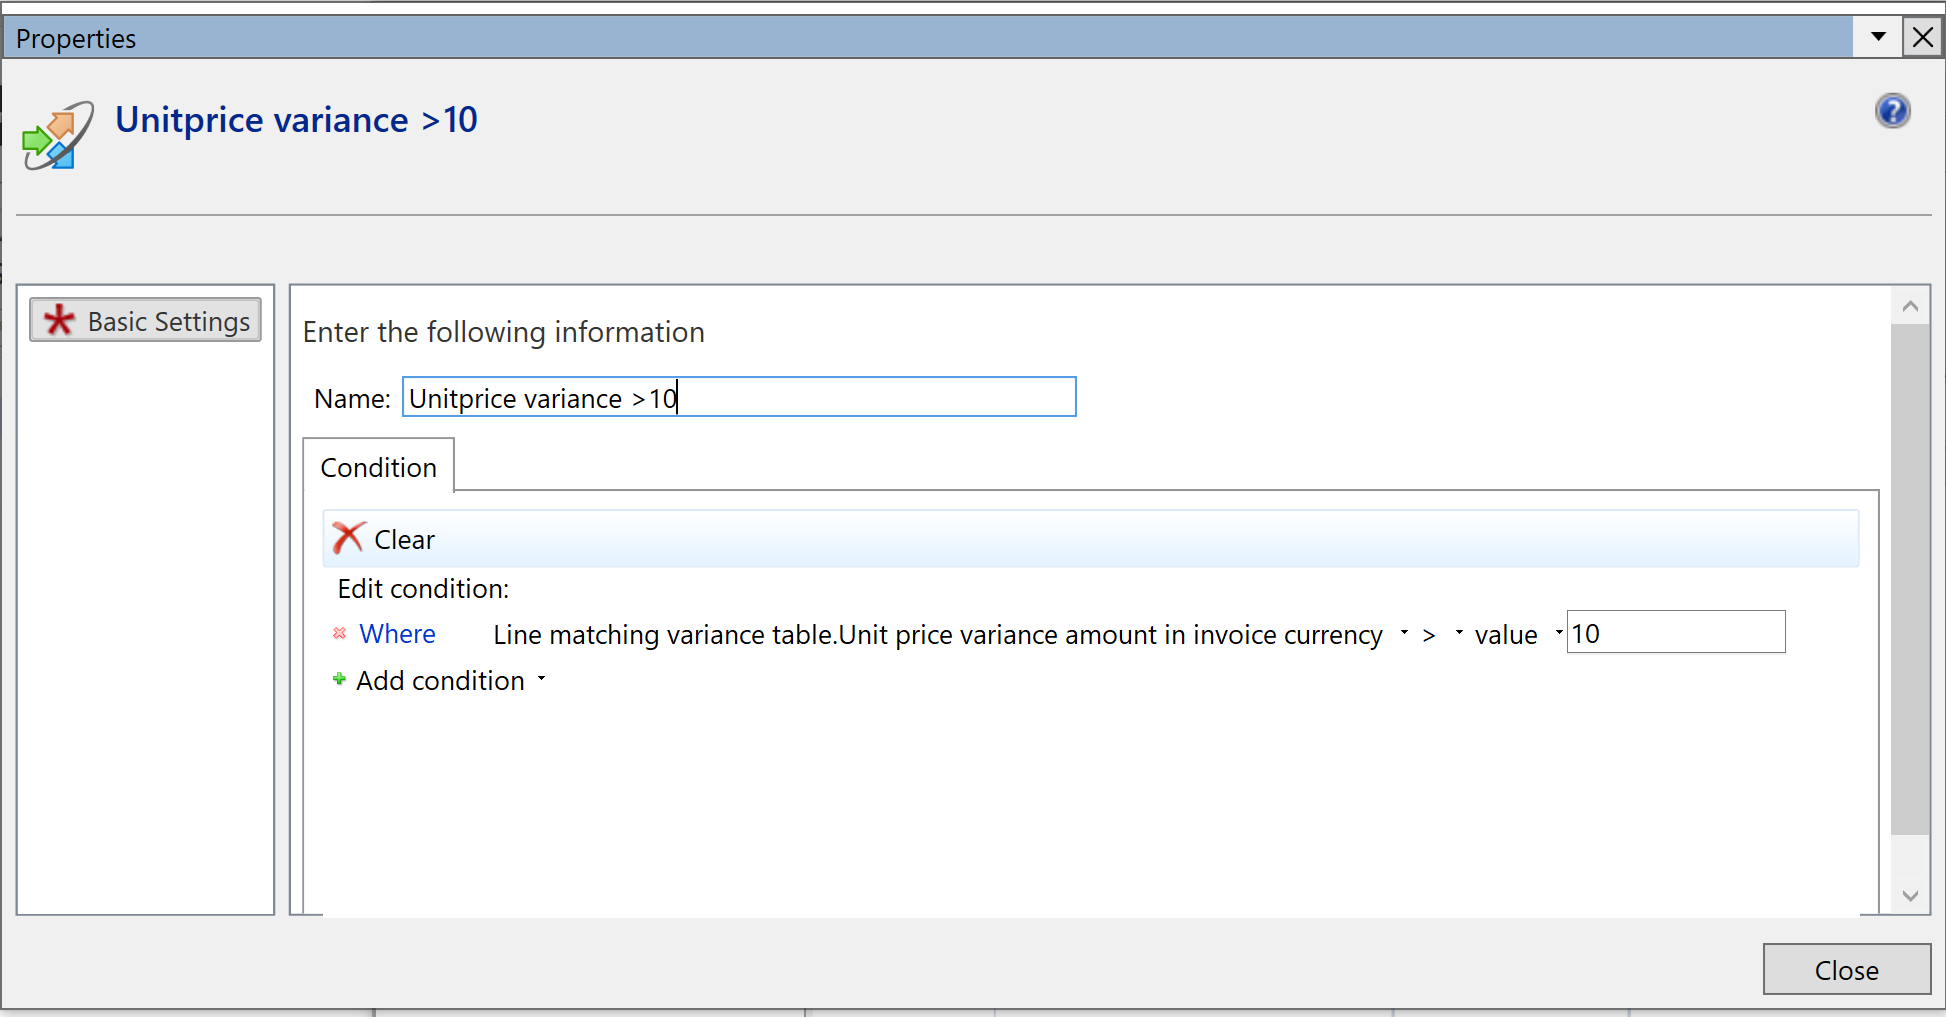 Properties
Unitprice variance >10
Basic Settings
Enter the following information
Name: Unitprice variance >10
Condition
Clear
Edit condition:
Where Line matching variance table.Unit price variance amount in invoice currency > value 10
Add condition
Close